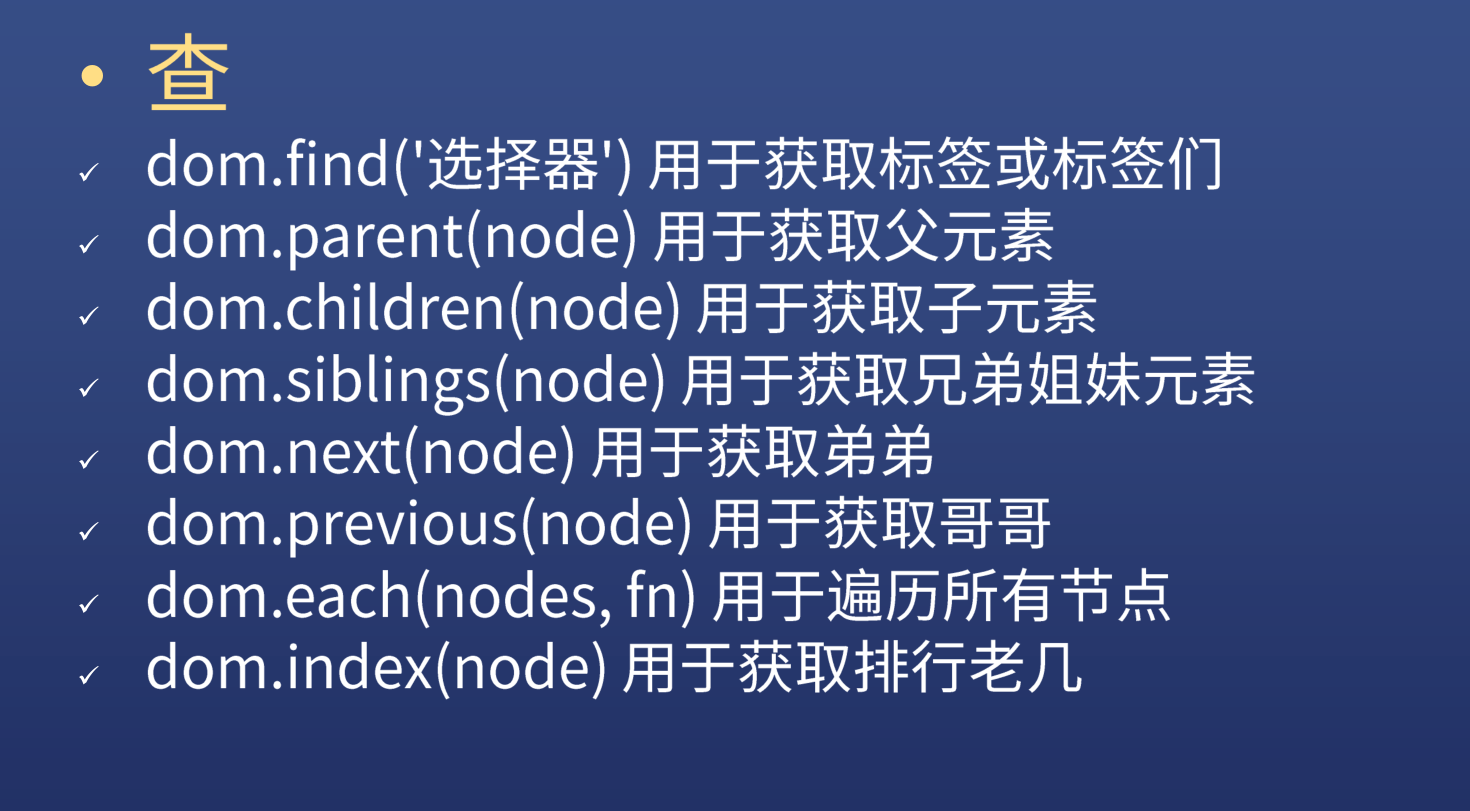 查
dom.find('选择器') 用于获取标签或标签们
dom.parent(node) 用于获取父元素
dom.children(node) 用于获取子元素
dom.siblings(node) 用于获取兄弟姐妹元素
dom.next(node) 用于获取弟弟
dom.previous(node) 用于获取哥哥
dom.each(nodes, fn) 用于遍历所有节点
dom.index(node) 用于获取排行老几